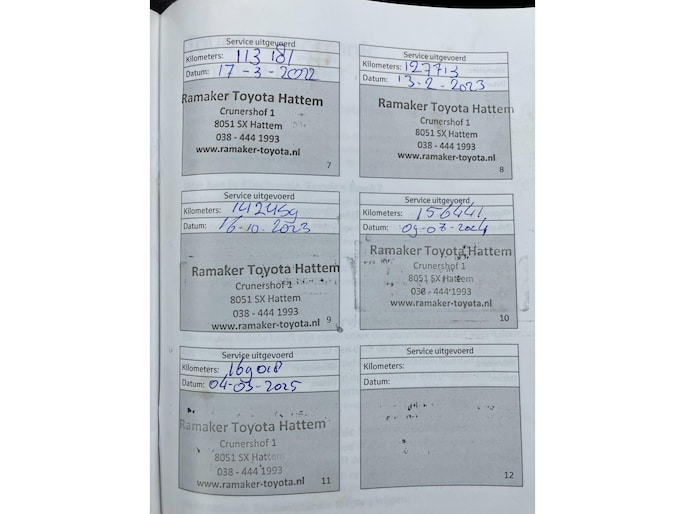 Service uitgevoerd
Kilometers: 113 181
Datum: 17-3-2022
Ramaker Toyota Hattem
Crunershof 1
8051 SX Hattem
038 - 444 1993
www.ramaker-toyota.nl
7
Service uitgevoerd
Kilometers: 127713
Datum: 13-2-2023
Ramaker Toyota Hattem
Crunershof 1
8051 SX Hattem
038 - 444 1993
www.ramaker-toyota.nl
8
Service uitgevoerd
Kilometers: 142459
Datum: 16-10-2023
Ramaker Toyota Hattem
Crunershof 1
8051 SX Hattem
038 - 444 1993
www.ramaker-toyota.nl
9
Service uitgevoerd
Kilometers: 156441
Datum: 09-07-2024
Ramaker Toyota Hattem
Crunershof 1
8051 SX Hattem
038 - 444 1993
www.ramaker-toyota.nl
10
Service uitgevoerd
Kilometers: 169018
Datum: 04-03-2025
Ramaker Toyota Hattem
Crunershof 1
8051 SX Hattem
038 - 444 1993
www.ramaker-toyota.nl
11
Service uitgevoerd
Kilometers:
Datum:
12